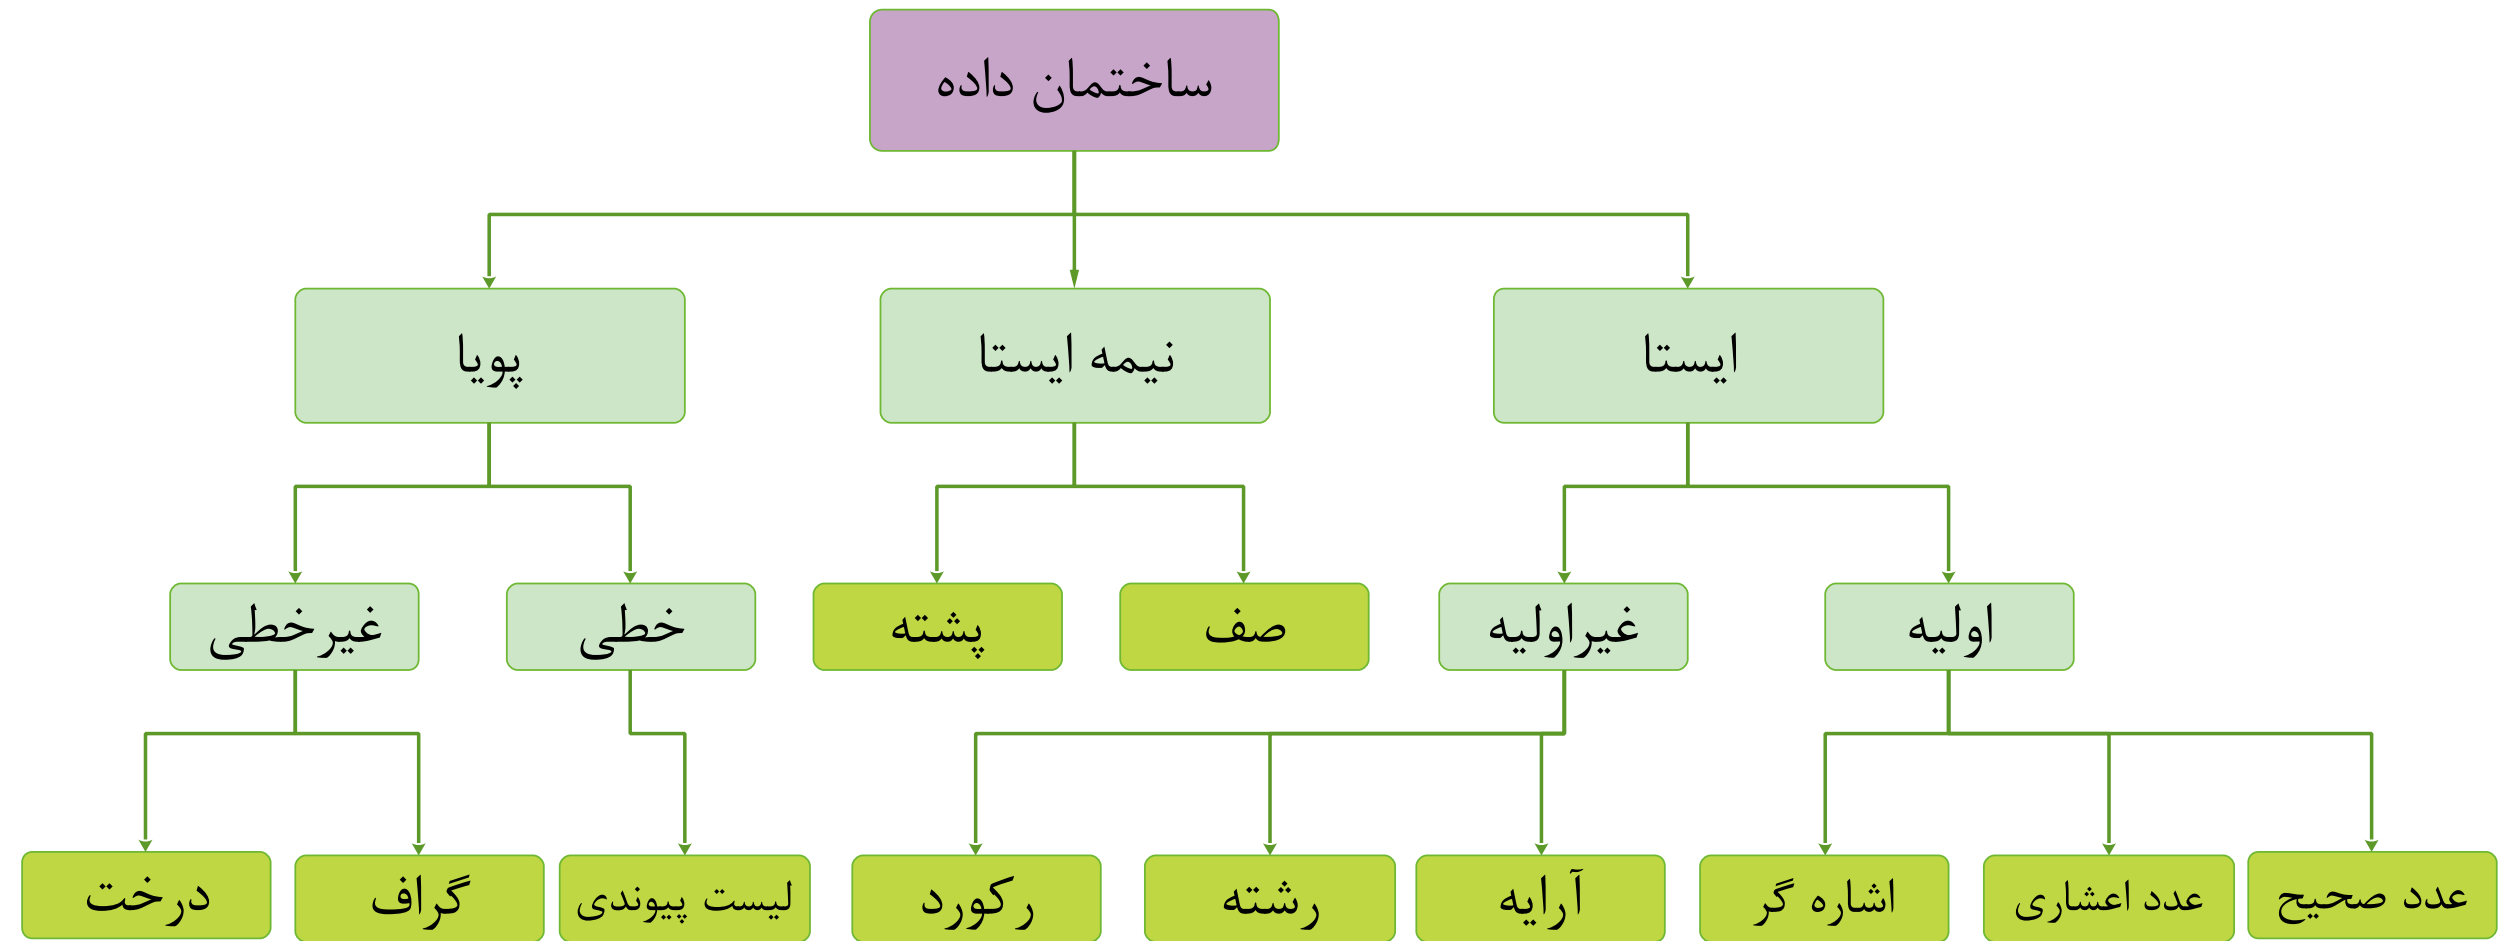 ساختمان داده
ایستا
نیمه ایستا
پویا
اولیه
غیراولیه
صف
پشته
خطی
غیرخطی
عدد صحیح
عدد اعشاری
اشاره گر
آرایه
رشته
رکورد
لیست پیوندی
گراف
درخت